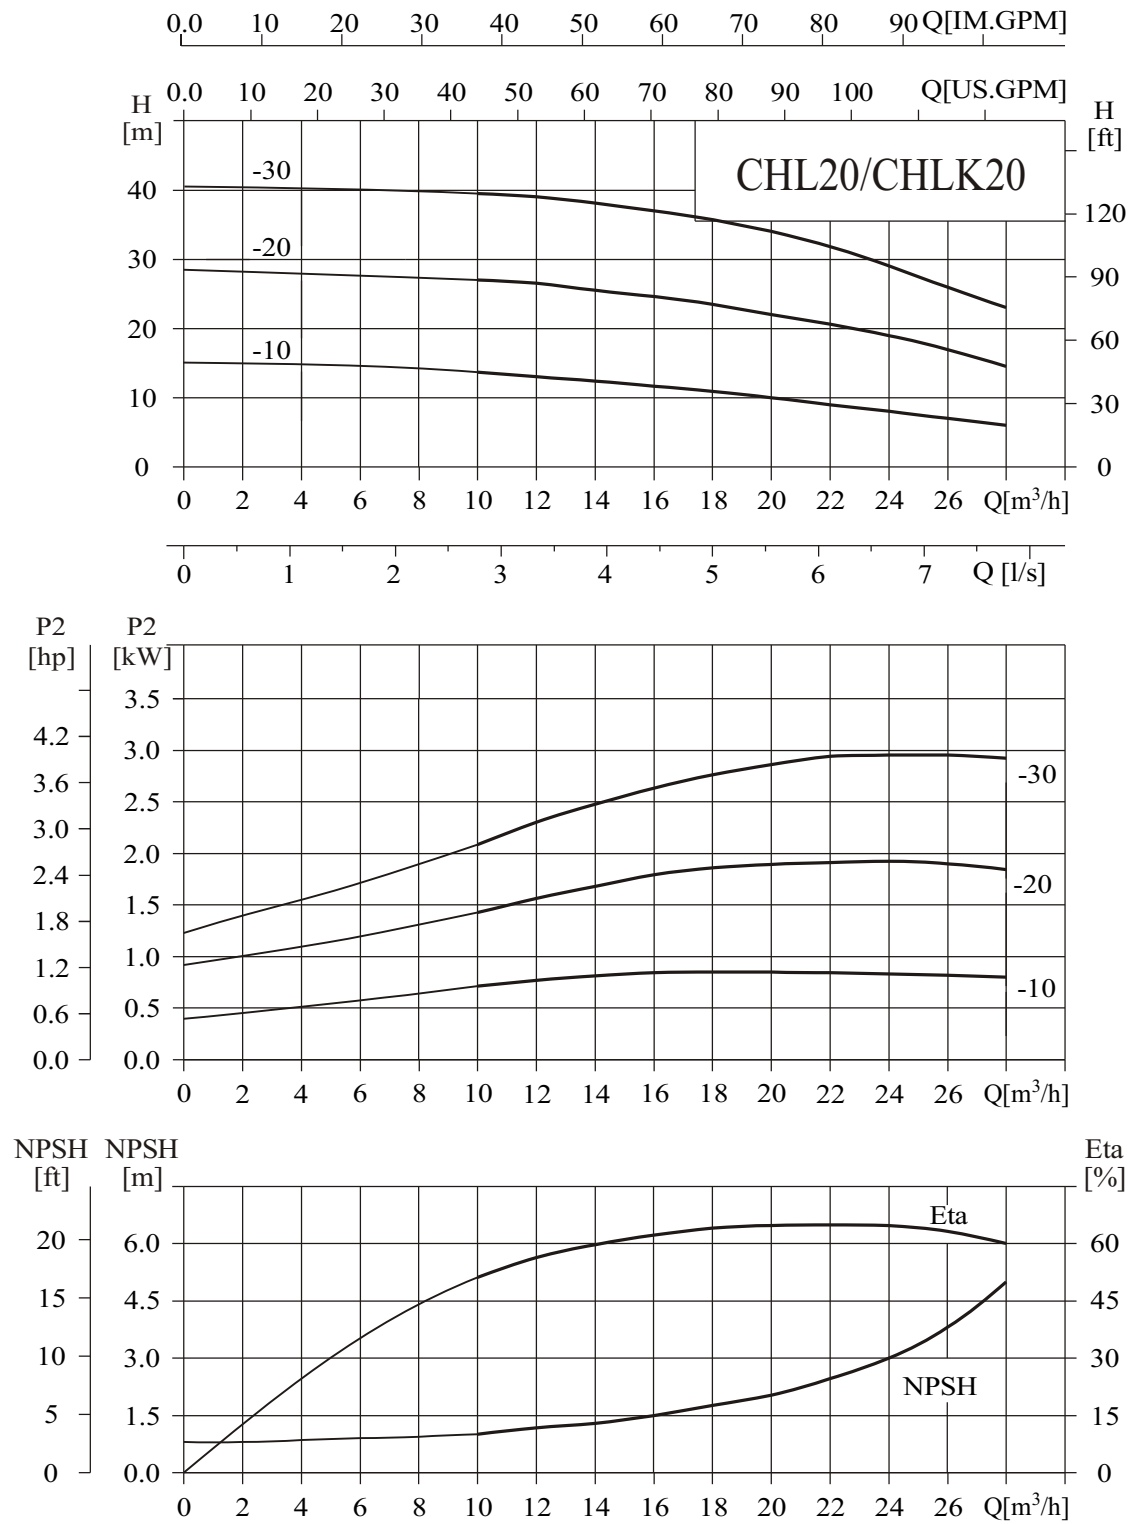 0.0 10 20 30 40 50 60 70 80 90 Q[IM.GPM]
0.0 10 20 30 40 50 60 70 80 90 100 Q[US.GPM]
H
[m]
H
[ft]
CHL20/CHLK20
-30
40
120
-20
30
90
20
60
-10
10
30
0
0
0 2 4 6 8 10 12 14 16 18 20 22 24 26 Q[m³/h]
0 1 2 3 4 5 6 7 Q [l/s]
P2
[hp]
P2
[kW]
3.5
4.2
3.0
-30
3.6
2.5
3.0
2.0
2.4
-20
1.5
1.8
1.0
1.2
-10
0.5
0.6
0.0
0.0
0 2 4 6 8 10 12 14 16 18 20 22 24 26 Q[m³/h]
NPSH
[ft]
NPSH
[m]
Eta
[%]
Eta
20
6.0
60
15
4.5
45
10
3.0
30
NPSH
5
1.5
15
0
0.0
0
0 2 4 6 8 10 12 14 16 18 20 22 24 26 Q[m³/h]